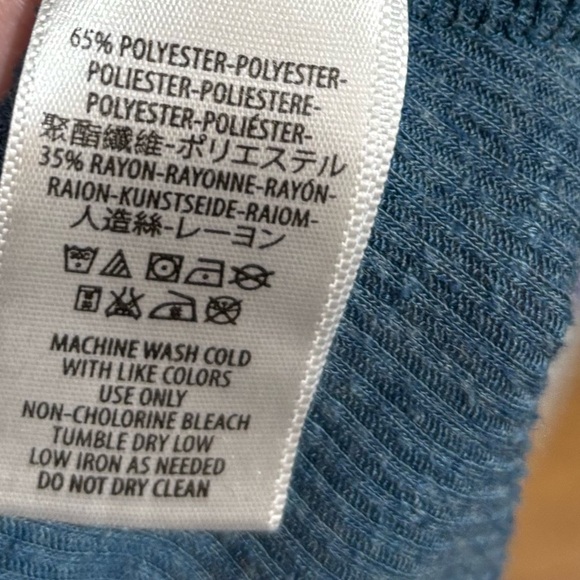 65% POLYESTER-POLYESTER-
POLIESTER-POLIESTERE-
POLYESTER-POLIÉSTER-
聚酯纖維-ポリエステル
35% RAYON-RAYONNE-RAYÓN-
RAION-KUNSTSEIDE-RAIOM-
人造絲-レーヨン
MACHINE WASH COLD
WITH LIKE COLORS
USE ONLY
NON-CHOLORINE BLEACH
TUMBLE DRY LOW
LOW IRON AS NEEDED
DO NOT DRY CLEAN